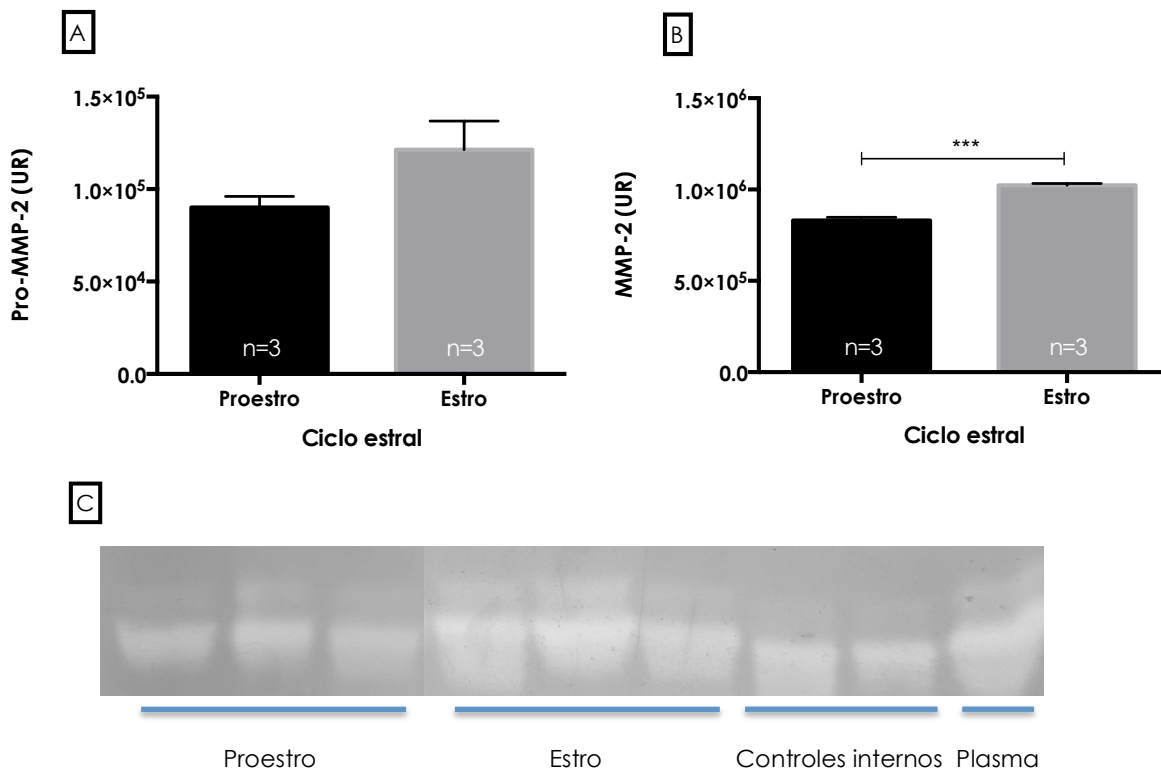 A
Pro-MMP-2 (UR)
1.5×10⁵
1.0×10⁵
5.0×10⁴
0.0
n=3
n=3
Proestro
Estro
Ciclo estral
B
MMP-2 (UR)
1.5×10⁶
1.0×10⁶
5.0×10⁵
0.0
***
n=3
n=3
Proestro
Estro
Ciclo estral
C
Proestro
Estro
Controles internos
Plasma